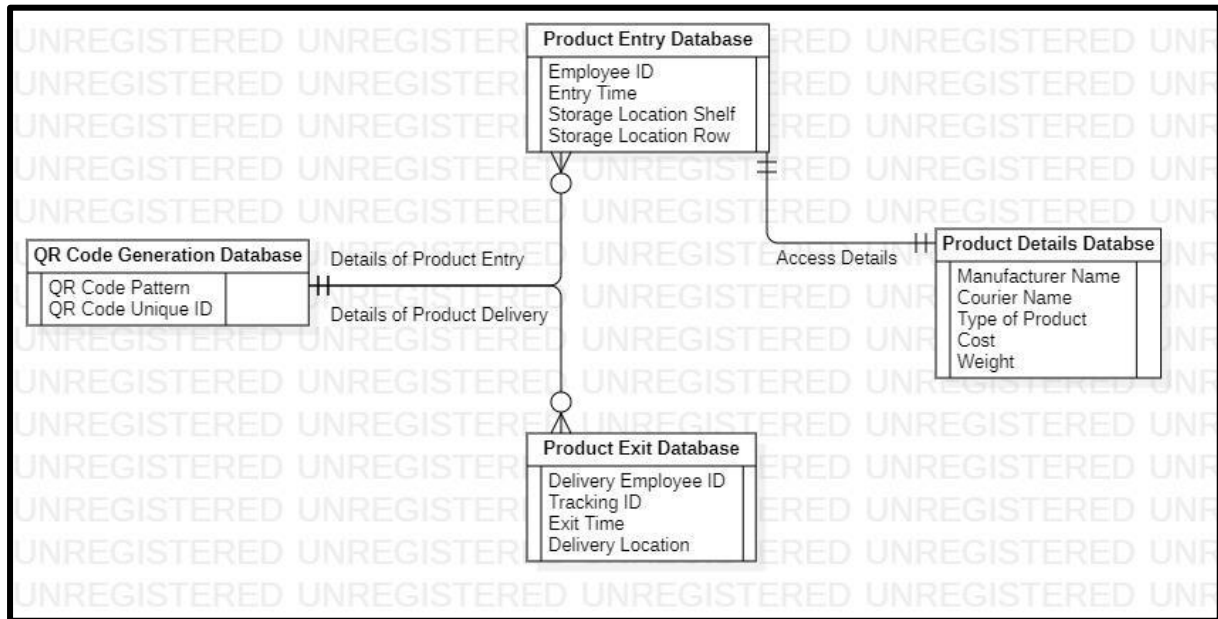 Product Entry Database
Employee ID
Entry Time
Storage Location Shelf
Storage Location Row
QR Code Generation Database
QR Code Pattern
QR Code Unique ID
Details of Product Entry
Details of Product Delivery
Access Details
Product Details Databse
Manufacturer Name
Courier Name
Type of Product
Cost
Weight
Product Exit Database
Delivery Employee ID
Tracking ID
Exit Time
Delivery Location
UNREGISTERED